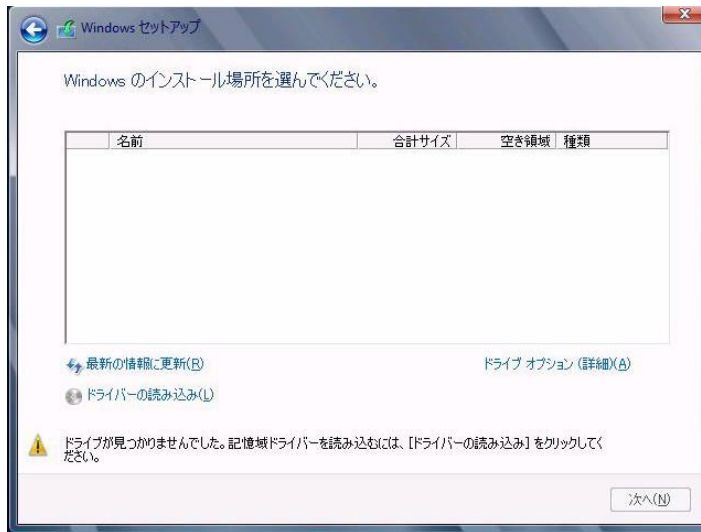 Windows セットアップ
Windows のインストール場所を選んでください。
名前 合計サイズ 空き領域 種類
最新の情報に更新(R) ドライブ オプション (詳細)(A)
ドライバーの読み込み(L)
ドライブが見つかりませんでした。記憶域ドライバーを読み込むには、[ドライバーの読み込み] をクリックしてく
ださい。
次へ(N)